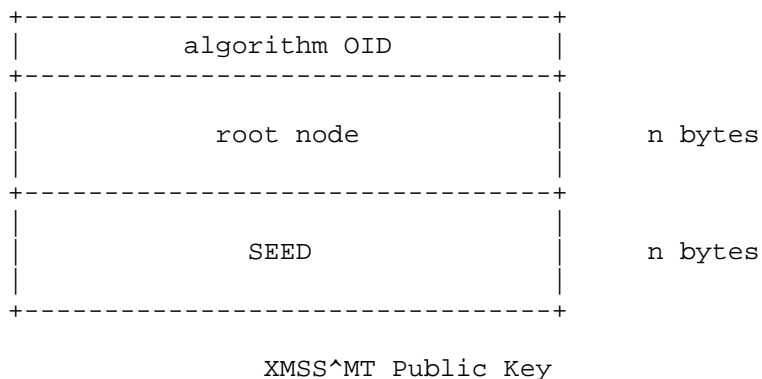 +---------------------------------+
|          algorithm OID          |
+---------------------------------+
|                                 |
|            root node            |     n bytes
|                                 |
+---------------------------------+
|                                 |
|              SEED               |     n bytes
|                                 |
+---------------------------------+
XMSS^MT Public Key